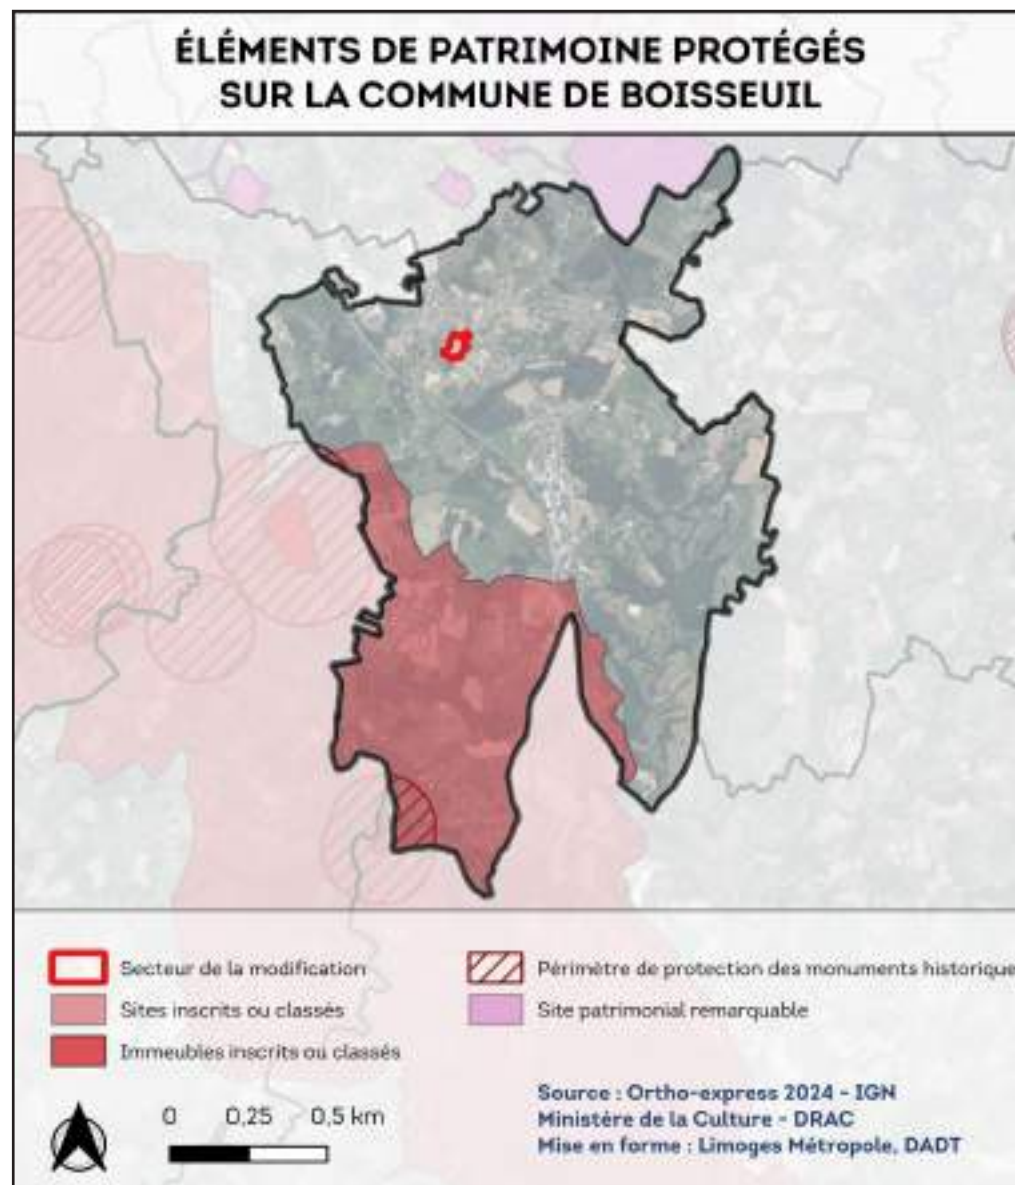 ÉLÉMENTS DE PATRIMOINE PROTÉGÉS
SUR LA COMMUNE DE BOISSEUIL
Secteur de la modification
Sites inscrits ou classés
Immeubles inscrits ou classés
Périmètre de protection des monuments historique
Site patrimonial remarquable
0 0,25 0,5 km
Source : Ortho-express 2024 - IGN
Ministère de la Culture - DRAC
Mise en forme : Limoges Métropole, DADT